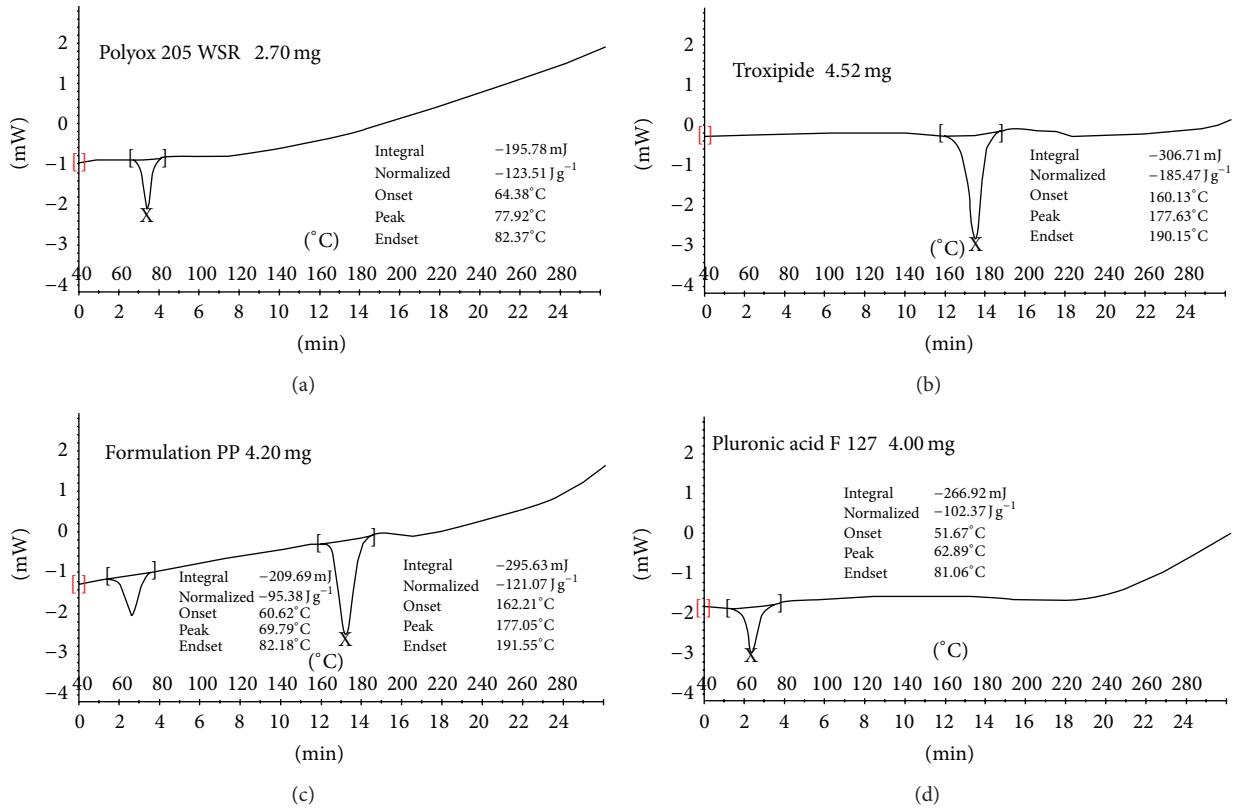 Polyox 205 WSR 2.70 mg
2
1
0
−1
−2
−3
−4
(mW)
[ ]
[ ]
X
Integral −195.78 mJ
Normalized −123.51 J g−1
Onset 64.38°C
Peak 77.92°C
Endset 82.37°C
(°C)
40 60 80 100 120 140 160 180 200 220 240 260 280
0 2 4 6 8 10 12 14 16 18 20 22 24
(min)
(a)
Troxipide 4.52 mg
2
1
0
−1
−2
−3
−4
(mW)
[ ]
[ ]
X
Integral −306.71 mJ
Normalized −185.47 J g−1
Onset 160.13°C
Peak 177.63°C
Endset 190.15°C
(°C)
40 60 80 100 120 140 160 180 200 220 240 260 280
0 2 4 6 8 10 12 14 16 18 20 22 24
(min)
(b)
Formulation PP 4.20 mg
2
1
0
−1
−2
−3
−4
(mW)
[ ]
[ ]
[ ]
X
Integral −209.69 mJ
Normalized −95.38 J g−1
Onset 60.62°C
Peak 69.79°C
Endset 82.18°C
Integral −295.63 mJ
Normalized −121.07 J g−1
Onset 162.21°C
Peak 177.05°C
Endset 191.55°C
(°C)
40 60 80 100 120 140 160 180 200 220 240 260 280
0 2 4 6 8 10 12 14 16 18 20 22 24
(min)
(c)
Pluronic acid F 127 4.00 mg
2
1
0
−1
−2
−3
−4
(mW)
[ ]
[ ]
X
Integral −266.92 mJ
Normalized −102.37 J g−1
Onset 51.67°C
Peak 62.89°C
Endset 81.06°C
(°C)
40 60 80 100 120 140 160 180 200 220 240 260 280
0 2 4 6 8 10 12 14 16 18 20 22 24
(min)
(d)